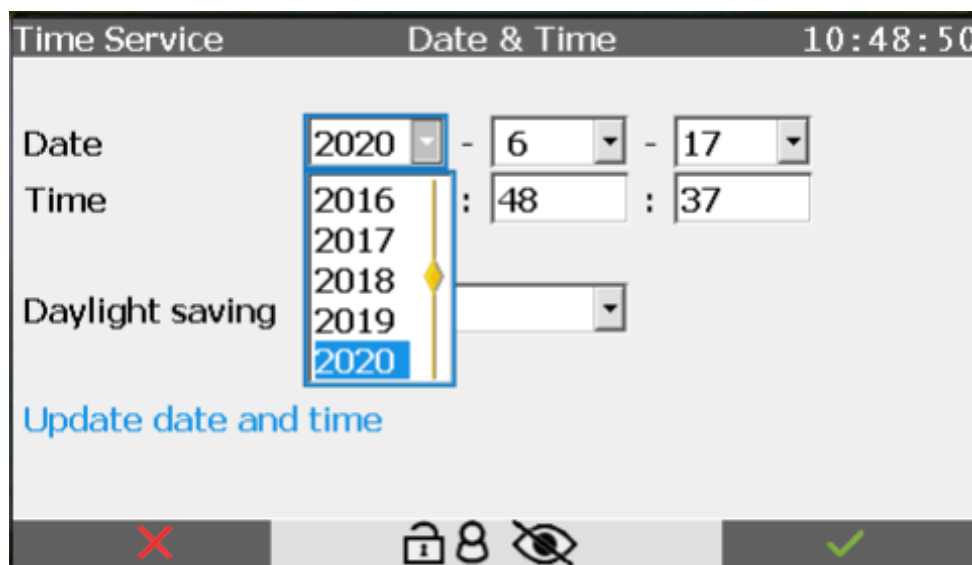 Time Service Date & Time 10:48:50
Date 2020 - 6 - 17
Time : 48 : 37
2016
2017
2018
2019
2020
Daylight saving
Update date and time